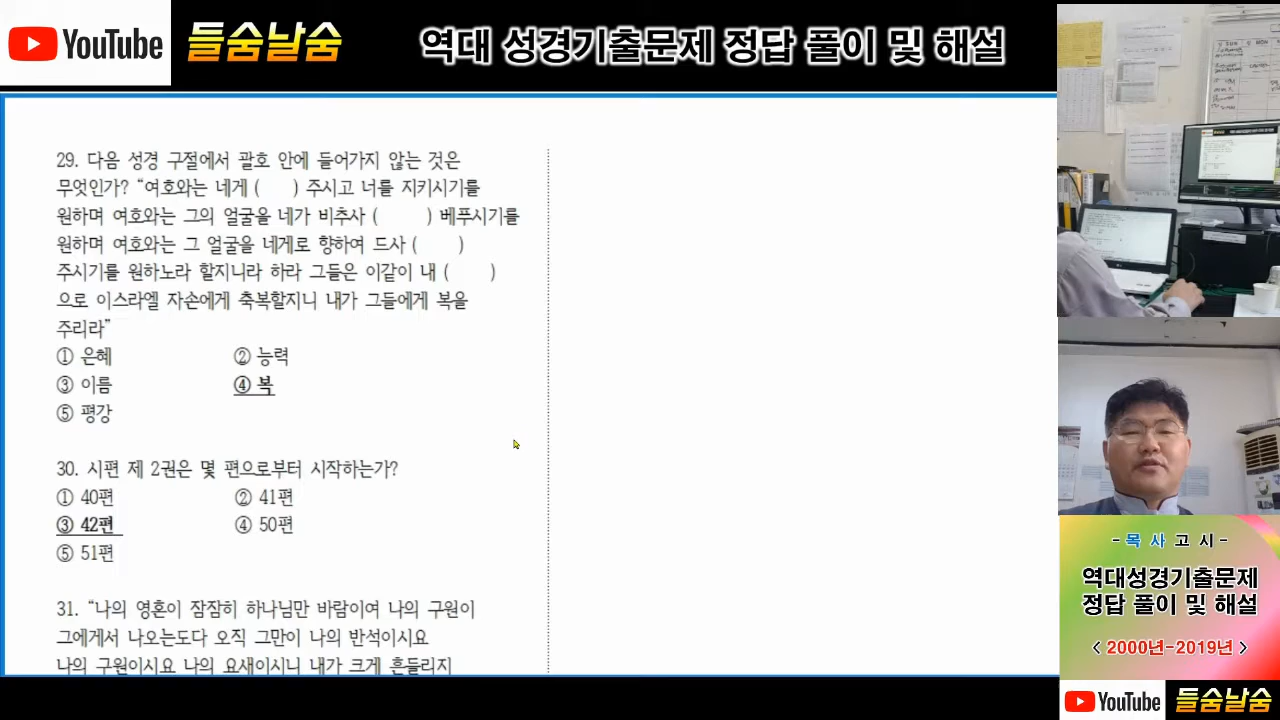 YouTube 들숨날숨 역대 성경기출문제 정답 풀이 및 해설
29. 다음 성경 구절에서 괄호 안에 들어가지 않는 것은
무엇인가? “여호와는 네게 ( ) 주시고 너를 지키시기를
원하며 여호와는 그의 얼굴을 네가 비추사 ( ) 베푸시기를
원하며 여호와는 그 얼굴을 네게로 향하여 드사 ( )
주시기를 원하노라 할지니라 하라 그들은 이같이 내 ( )
으로 이스라엘 자손에게 축복할지니 내가 그들에게 복을
주리라”
① 은혜 ② 능력
③ 이름 ④ 복
⑤ 평강
30. 시편 제 2권은 몇 편으로부터 시작하는가?
① 40편 ② 41편
③ 42편 ④ 50편
⑤ 51편
31. “나의 영혼이 잠잠히 하나님만 바람이여 나의 구원이
그에게서 나오는도다 오직 그만이 나의 반석이시요
나의 구원이시요 나의 요새이시니 내가 크게 흔들리지
- 목 사 고 시 -
역대성경기출문제
정답 풀이 및 해설
< 2000년-2019년 >
YouTube 들숨날숨